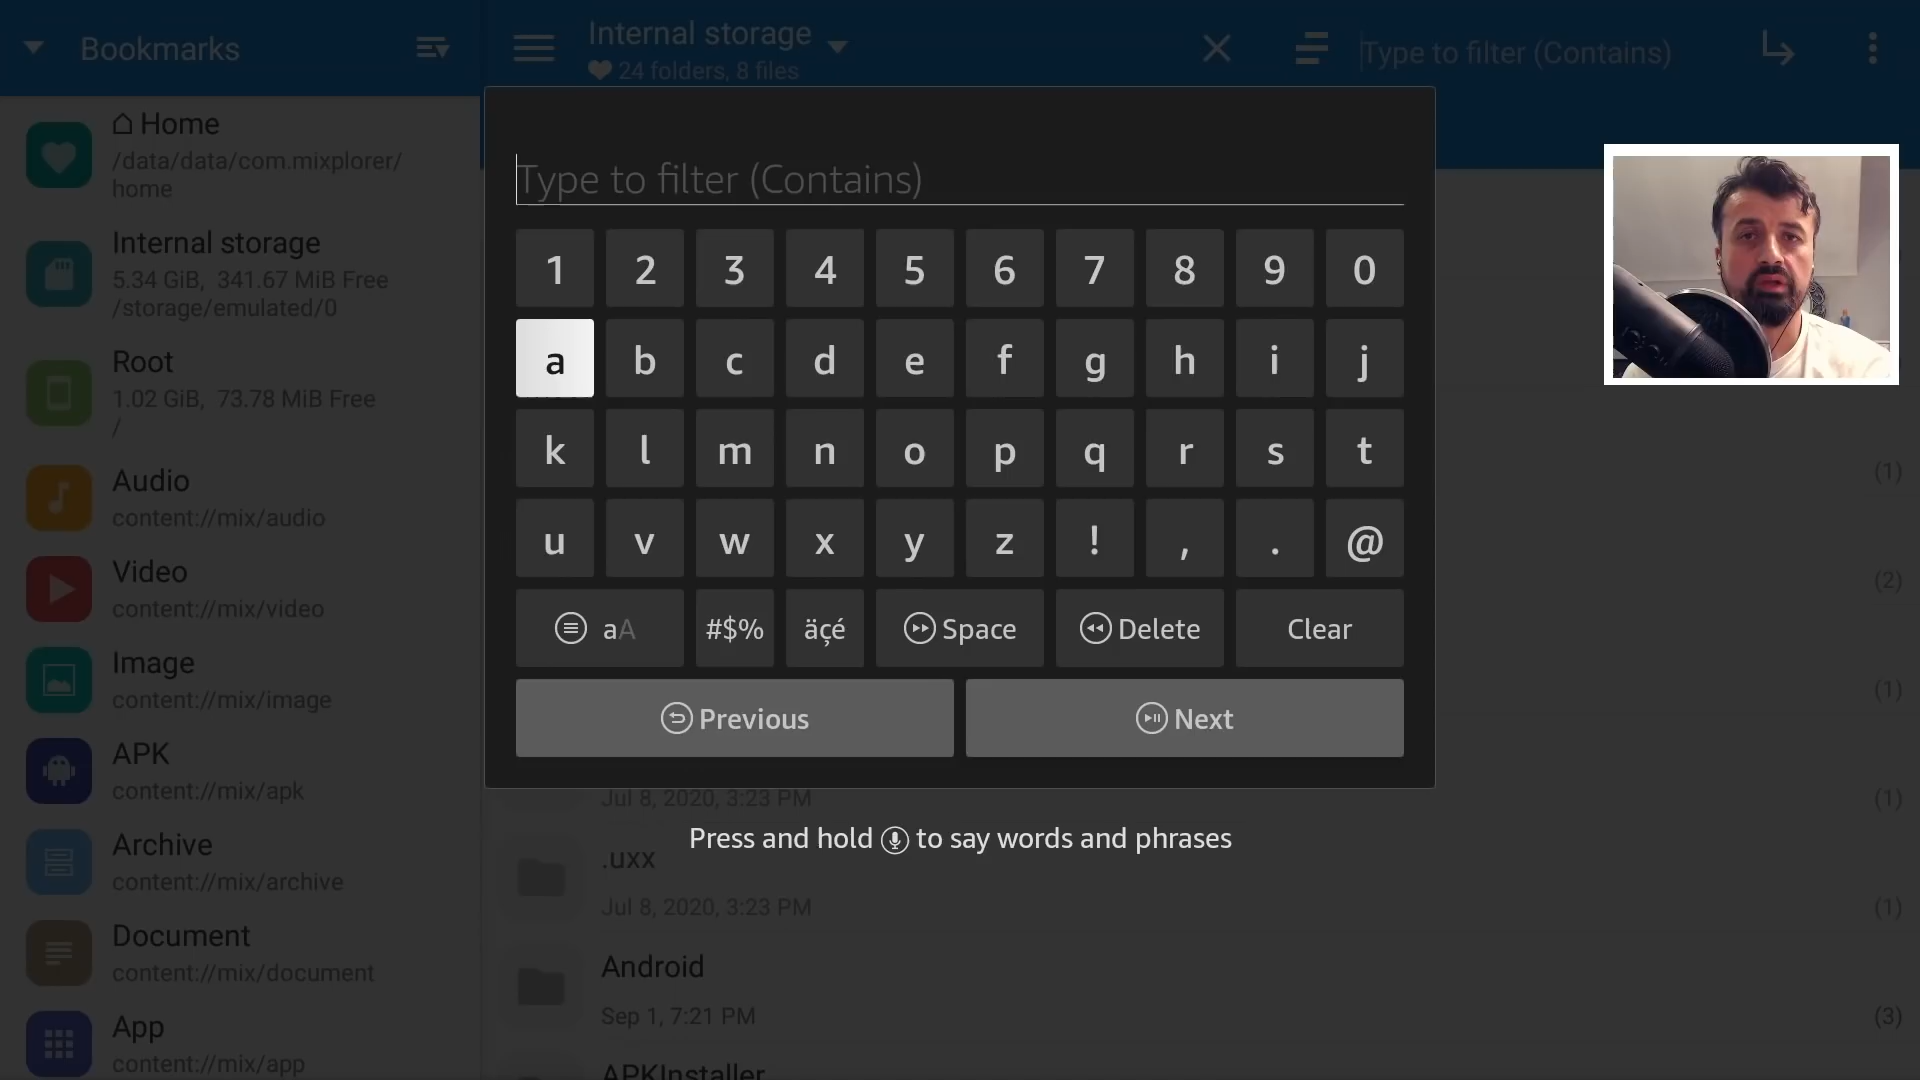 Bookmarks
Internal storage
24 folders, 8 files
Type to filter (Contains)
Home
/data/data/com.mixplorer/
home
Internal storage
5.34 GiB, 341.67 MiB Free
/storage/emulated/0
Root
1.02 GiB, 73.78 MiB Free
/
Audio
content://mix/audio
Video
content://mix/video
Image
content://mix/image
APK
content://mix/apk
Archive
content://mix/archive
Document
content://mix/document
App
content://mix/app
Type to filter (Contains)
1 2 3 4 5 6 7 8 9 0
a b c d e f g h i j
k l m n o p q r s t
u v w x y z ! , . @
aA #$% äçé Space Delete Clear
Previous Next
Press and hold to say words and phrases
(1)
(2)
(1)
Jul 8, 2020, 3:23 PM
(1)
.uxx
Jul 8, 2020, 3:23 PM
(1)
Android
Sep 1, 7:21 PM
(3)
APKInstaller